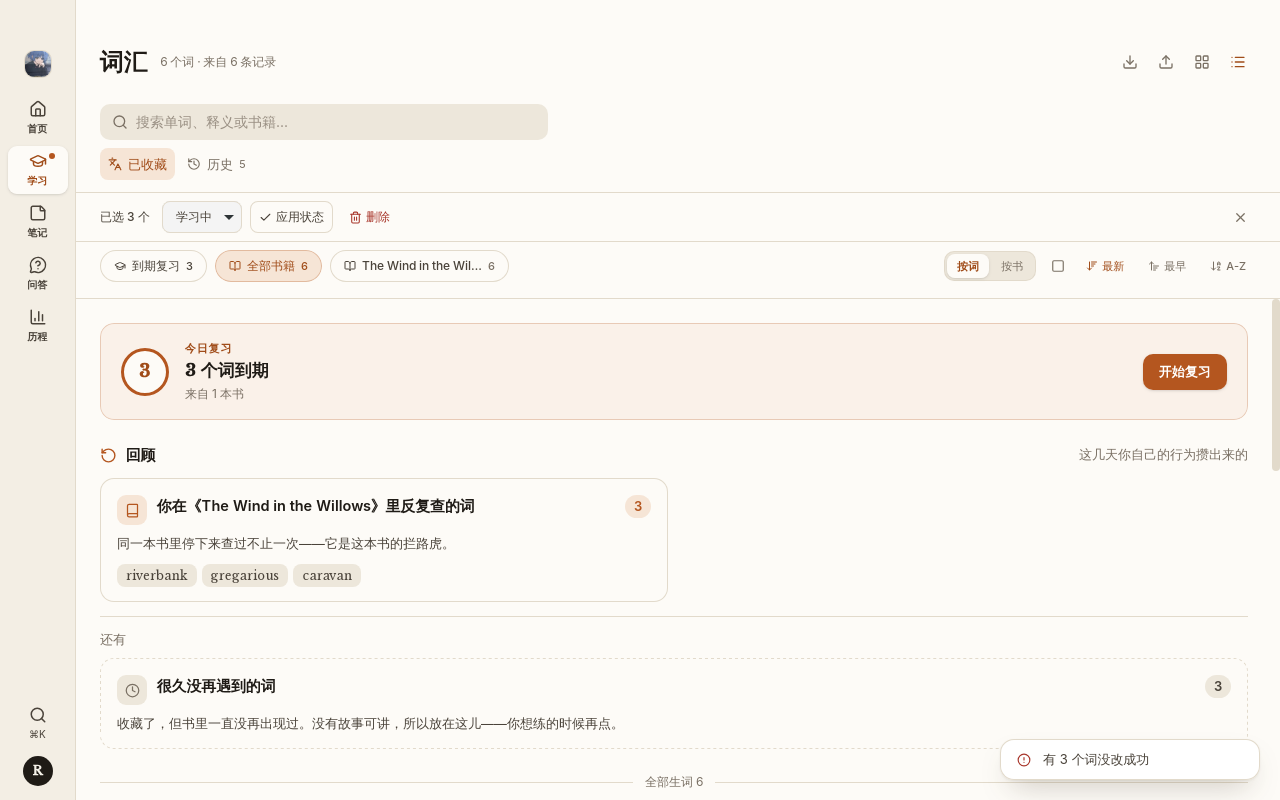 首页
学习
笔记
问答
历程
⌘K
R
词汇
6 个词 · 来自 6 条记录
搜索单词、释义或书籍...
已收藏
历史 5
已选 3 个
学习中
应用状态
删除
到期复习 3
全部书籍 6
The Wind in the Wil... 6
按词
按书
最新
最早
A-Z
3
今日复习
3 个词到期
来自 1 本书
开始复习
回顾
这几天你自己的行为攒出来的
你在《The Wind in the Willows》里反复查的词
3
同一本书里停下来查过不止一次——它是这本书的拦路虎。
riverbank
gregarious
caravan
还有
很久没再遇到的词
3
收藏了，但书里一直没再出现过。没有故事可讲，所以放在这儿——你想练的时候再点。
有 3 个词没改成功
全部生词 6